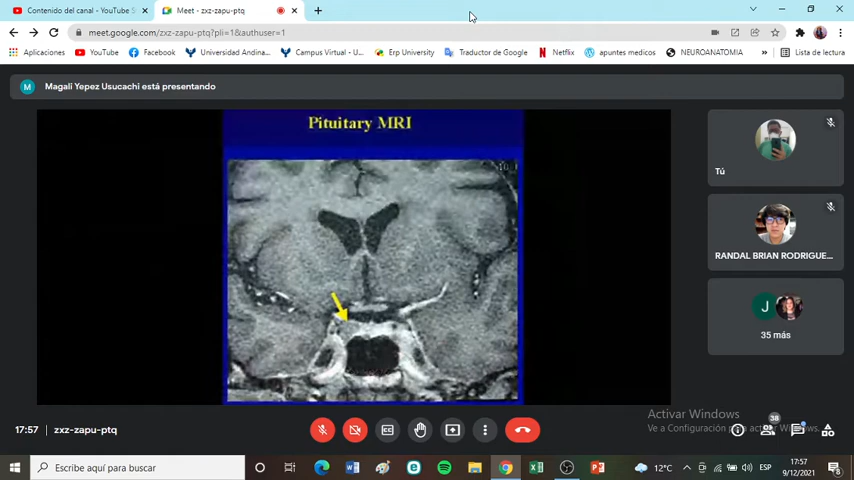 Contenido del canal - YouTube S
Meet - zxz-zapu-ptq
meet.google.com/zxz-zapu-ptq?pli=1&authuser=1
Aplicaciones
YouTube
Facebook
Universidad Andina...
Campus Virtual - U...
Erp University
Traductor de Google
Netflix
apuntes medicos
NEUROANOMIA
Lista de lectura
M
Magali Yepez Usucachi está presentando
Pituitary MRI
Tú
RANDAL BRIAN RODRIGUE...
J
35 más
Activar Windows
Ve a Configuración para activar Windows.
17:57
zxz-zapu-ptq
38
Escribe aquí para buscar
12°C
ESP
17:57
9/12/2021